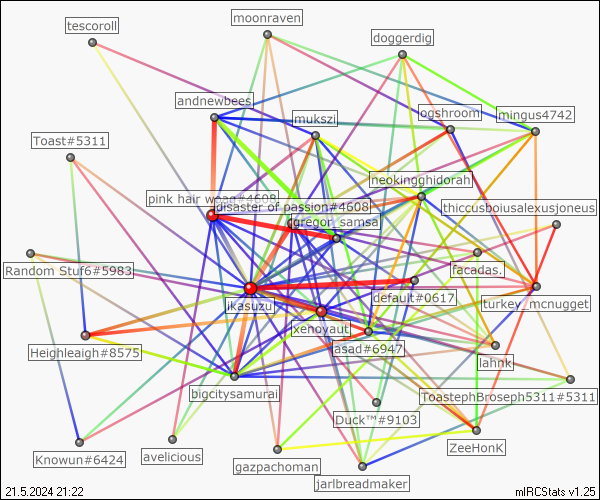 moonraven
tescoroll
doggerdig
andnewbees
mukszi
ogshroom
mingus4742
Toast#5311
neokingghidorah
pink hair woag#4608
disaster of passion#4608
thiccusboiusalexusjoneus
cgregor_samsa
Random Stuf6#5983
facadas.
ikasuzu
default#0617
turkey_mcnugget
xenoyaut
asad#6947
Heighleaigh#8575
lahnk
bigcitysamurai
ToastephBroseph5311#5311
Duck™#9103
avelicious
ZeeHonK
Knowun#6424
gazpachoman
jarlbreadmaker
21.5.2024 21:22
mIRCStats v1.25